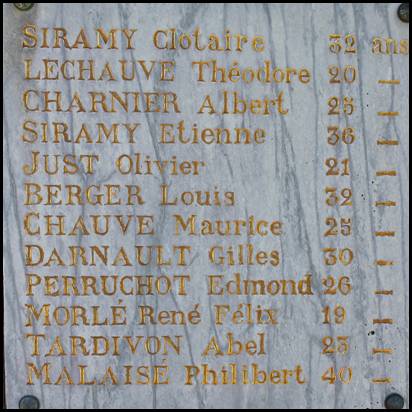 SIRAMY Clotaire 32 ans
LECHAUVE Théodore 20 _
CHARNIER Albert 25 _
SIRAMY Etienne 36 _
JUST Olivier 21 _
BERGER Louis 32 _
CHAUVE Maurice 25 _
DARNAULT Gilles 30 _
PERRUCHOT Edmond 26 _
MORLÉ René Félix 19 _
TARDIVON Abel 23 _
MALAISÉ Philibert 40 _